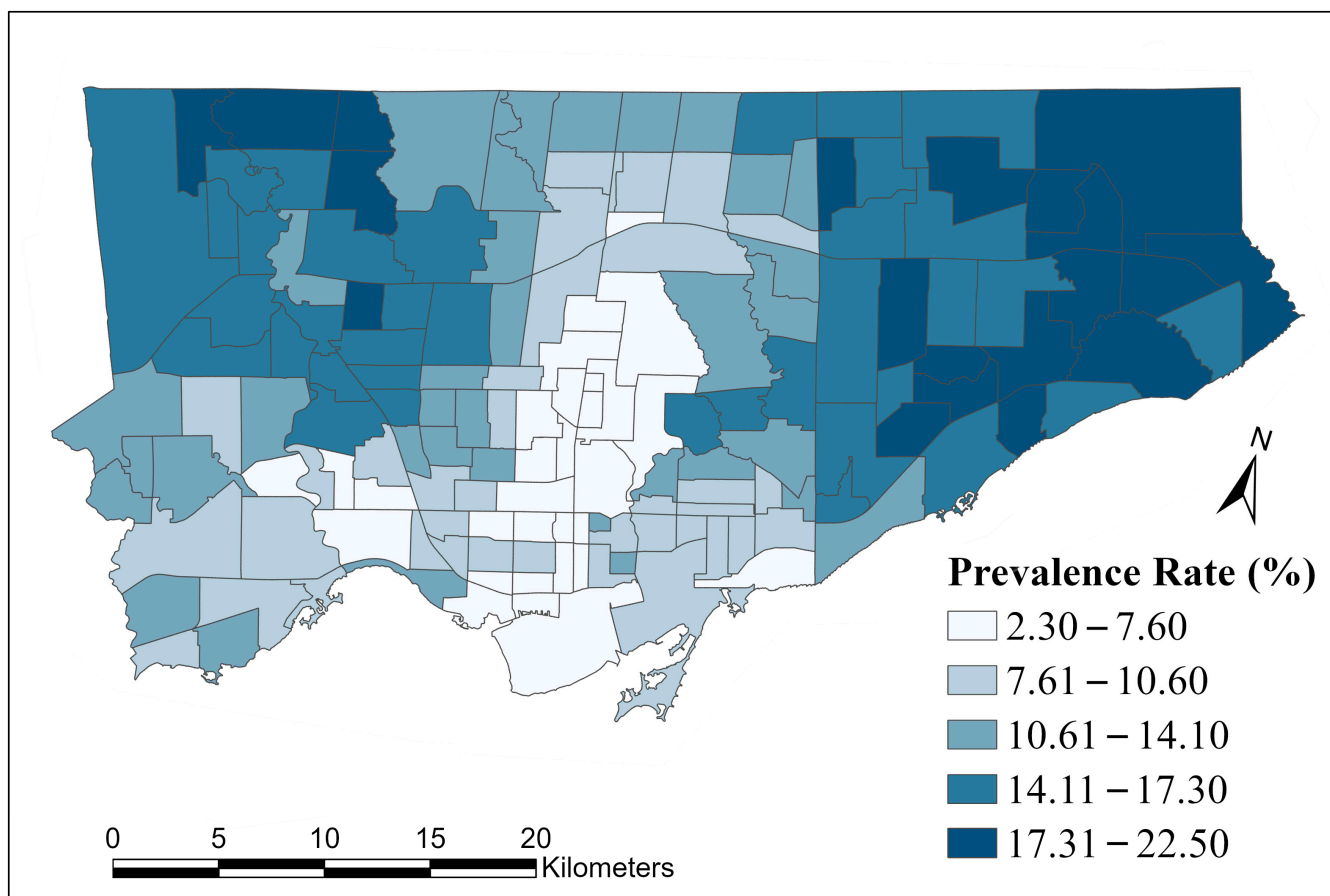 N
Prevalence Rate (%)
2.30 – 7.60
7.61 – 10.60
10.61 – 14.10
14.11 – 17.30
17.31 – 22.50
0 5 10 15 20
Kilometers